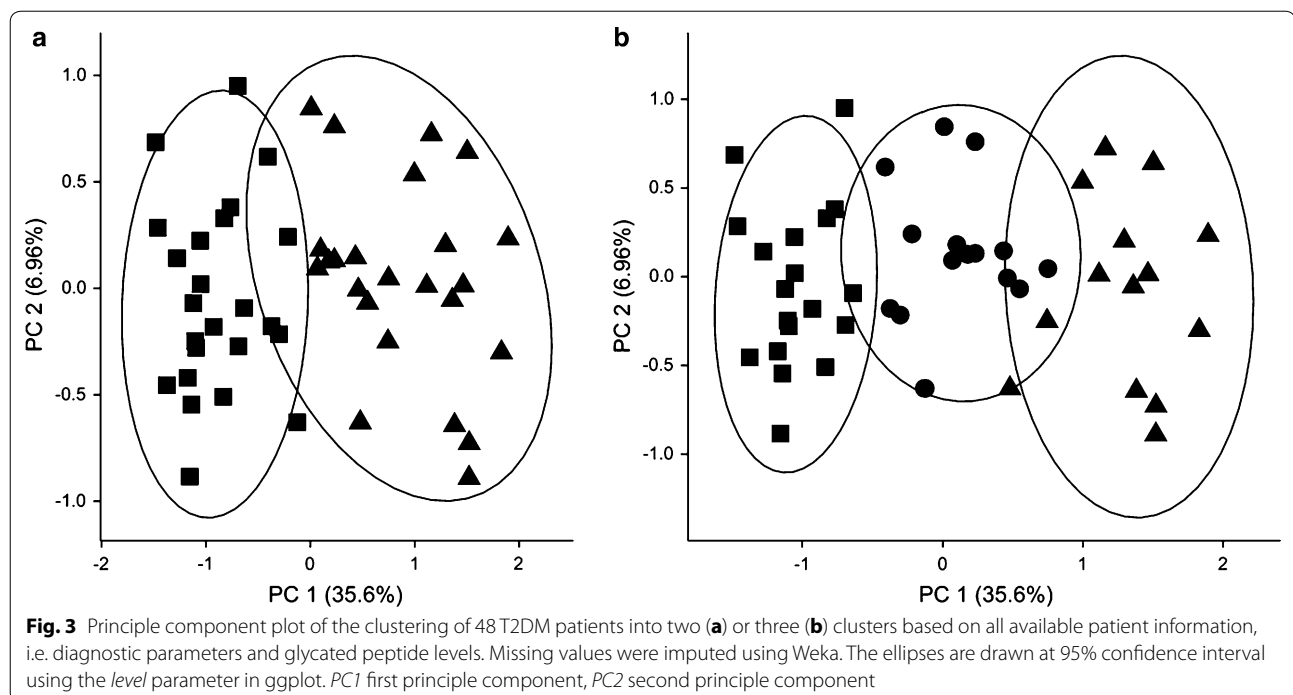 a
1.0
0.5
0.0
-0.5
-1.0
PC 2 (6.96%)
-2 -1 0 1 2
PC 1 (35.6%)
b
1.0
0.5
0.0
-0.5
-1.0
PC 2 (6.96%)
-1 0 1 2
PC 1 (35.6%)
Fig. 3 Principle component plot of the clustering of 48 T2DM patients into two (a) or three (b) clusters based on all available patient information,
i.e. diagnostic parameters and glycated peptide levels. Missing values were imputed using Weka. The ellipses are drawn at 95% confidence interval
using the level parameter in ggplot. PC1 first principle component, PC2 second principle component